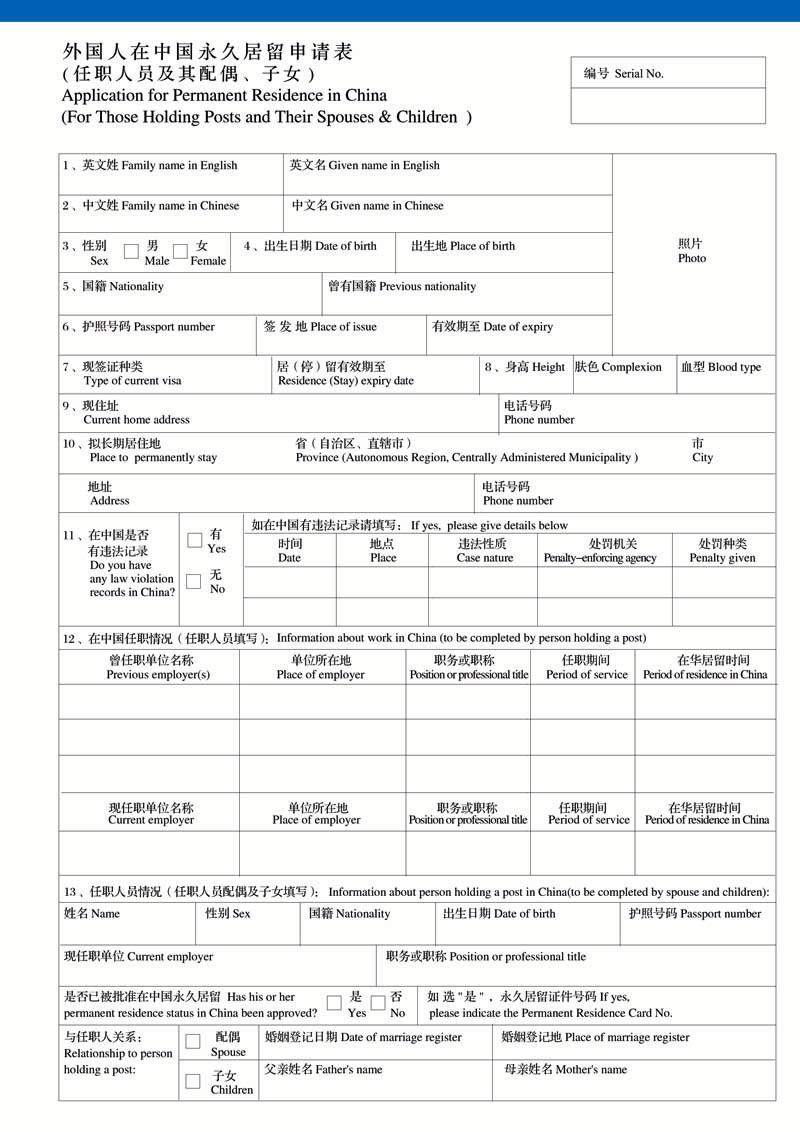 外国人在中国永久居留申请表
(任职人员及其配偶、子女)
Application for Permanent Residence in China
(For Those Holding Posts and Their Spouses & Children )
编号 Serial No.
1、英文姓 Family name in English
英文名 Given name in English
2、中文姓 Family name in Chinese
中文名 Given name in Chinese
照片
Photo
3、性别
Sex
男
Male
女
Female
4、出生日期 Date of birth
出生地 Place of birth
5、国籍 Nationality
曾有国籍 Previous nationality
6、护照号码 Passport number
签 发 地 Place of issue
有效期至 Date of expiry
7、现签证种类
Type of current visa
居（停）留有效期至
Residence (Stay) expiry date
8、身高 Height
肤色 Complexion
血型 Blood type
9、现住址
Current home address
电话号码
Phone number
10、拟长期居住地
Place to permanently stay
省（自治区、直辖市）
Province (Autonomous Region, Centrally Administered Municipality )
市
City
地址
Address
电话号码
Phone number
11、在中国是否
有违法记录
Do you have
any law violation
records in China?
有
Yes
无
No
如在中国有违法记录请填写： If yes, please give details below
时间
Date
地点
Place
违法性质
Case nature
处罚机关
Penalty-enforcing agency
处罚种类
Penalty given
12、在中国任职情况（任职人员填写）：Information about work in China (to be completed by person holding a post)
曾任职单位名称
Previous employer(s)
单位所在地
Place of employer
职务或职称
Position or professional title
任职期间
Period of service
在华居留时间
Period of residence in China
现任职单位名称
Current employer
单位所在地
Place of employer
职务或职称
Position or professional title
任职期间
Period of service
在华居留时间
Period of residence in China
13、任职人员情况（任职人员配偶及子女填写）： Information about person holding a post in China(to be completed by spouse and children):
姓名 Name
性别 Sex
国籍 Nationality
出生日期 Date of birth
护照号码 Passport number
现任职单位 Current employer
职务或职称 Position or professional title
是否已被批准在中国永久居留 Has his or her
permanent residence status in China been approved?
是
Yes
否
No
如 选"是"，永久居留证件号码 If yes,
please indicate the Permanent Residence Card No.
与任职人关系：
Relationship to person
holding a post:
配偶
Spouse
婚姻登记日期 Date of marriage register
婚姻登记地 Place of marriage register
子女
Children
父亲姓名 Father's name
母亲姓名 Mother's name